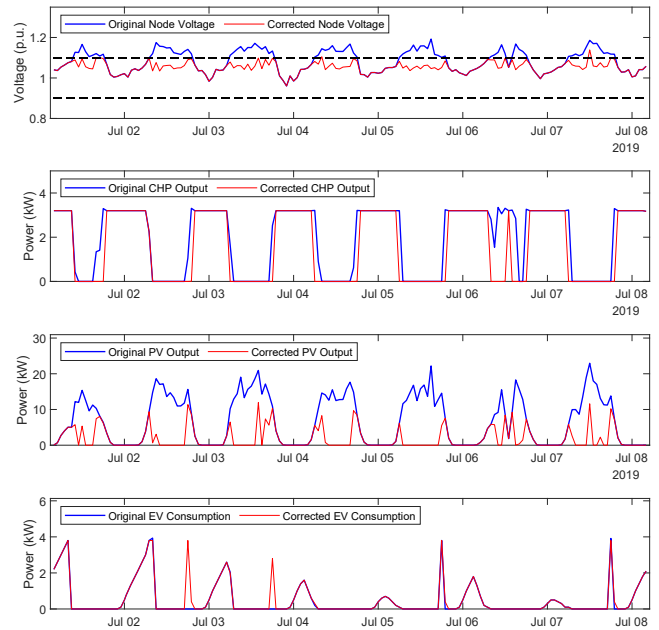 Original Node Voltage Corrected Node Voltage
Voltage (p.u.)
1.2
1
0.8
Jul 02 Jul 03 Jul 04 Jul 05 Jul 06 Jul 07 Jul 08
2019
Original CHP Output Corrected CHP Output
Power (kW)
4
2
0
Jul 02 Jul 03 Jul 04 Jul 05 Jul 06 Jul 07 Jul 08
2019
Original PV Output Corrected PV Output
Power (kW)
30
20
10
0
Jul 02 Jul 03 Jul 04 Jul 05 Jul 06 Jul 07 Jul 08
2019
Original EV Consumption Corrected EV Consumption
Power (kW)
6
4
2
0
Jul 02 Jul 03 Jul 04 Jul 05 Jul 06 Jul 07 Jul 08
2019